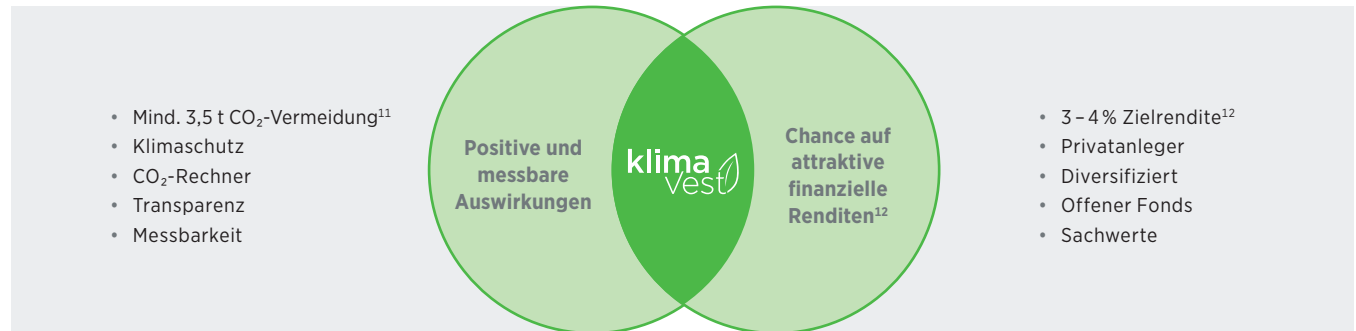 • Mind. 3,5 t CO₂-Vermeidung¹¹
• Klimaschutz
• CO₂-Rechner
• Transparenz
• Messbarkeit
Positive und
messbare
Auswirkungen
klima
Vest
Chance auf
attraktive
finanzielle
Renditen¹²
• 3 – 4 % Zielrendite¹²
• Privatanleger
• Diversifiziert
• Offener Fonds
• Sachwerte